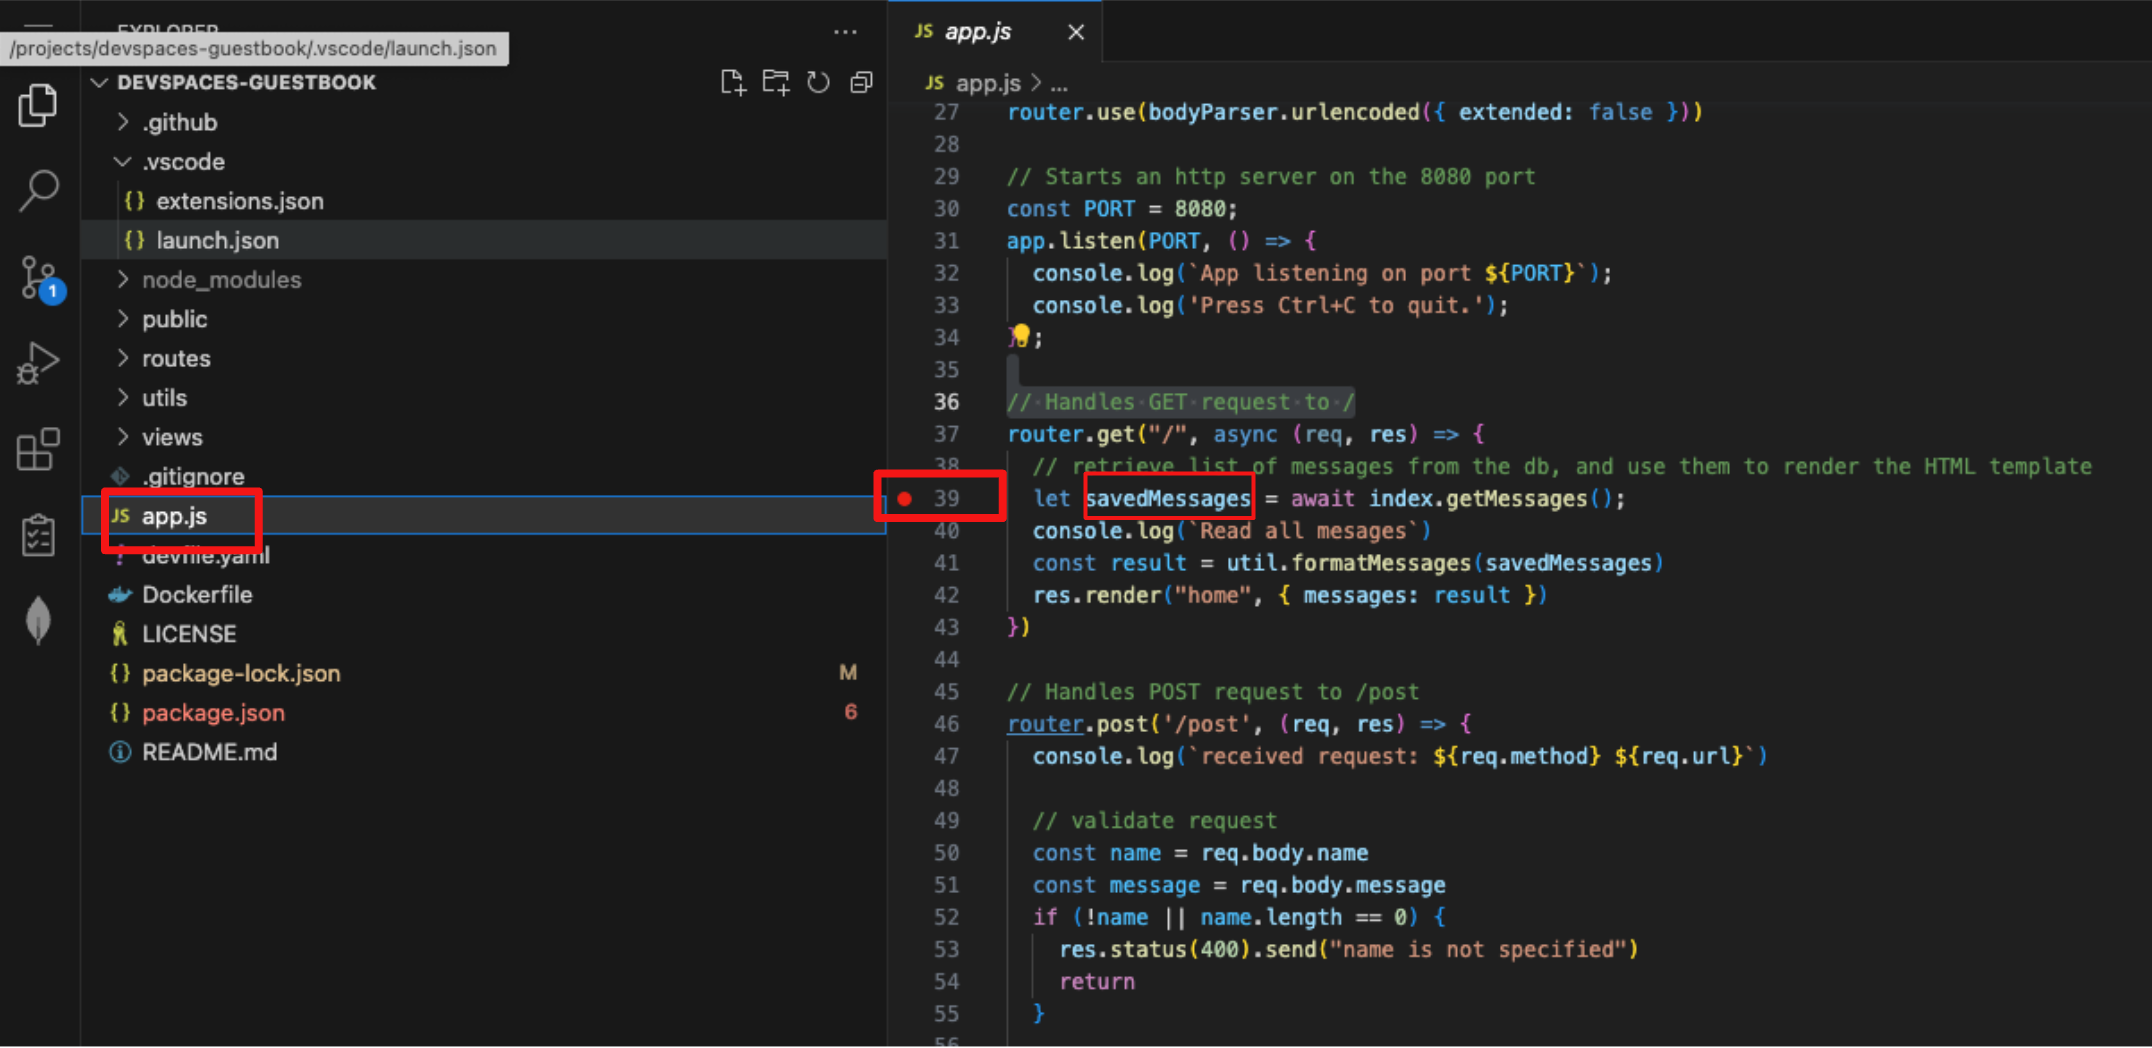 EXPLORER
/projects/devspaces-guestbook/.vscode/launch.json
DEVSPACES-GUESTBOOK
.github
.vscode
{} extensions.json
{} launch.json
node_modules
public
routes
utils
views
.gitignore
JS app.js
! devfile.yaml
Dockerfile
LICENSE
{} package-lock.json M
{} package.json 6
README.md
1
JS app.js
JS app.js > ...
27 router.use(bodyParser.urlencoded({ extended: false }))
28
29 // Starts an http server on the 8080 port
30 const PORT = 8080;
31 app.listen(PORT, () => {
32 console.log(`App listening on port ${PORT}`);
33 console.log('Press Ctrl+C to quit.');
34 };
35
36 // Handles GET request to /
37 router.get("/", async (req, res) => {
38 // retrieve list of messages from the db, and use them to render the HTML template
39 let savedMessages = await index.getMessages();
40 console.log(`Read all mesages`)
41 const result = util.formatMessages(savedMessages)
42 res.render("home", { messages: result })
43 })
44
45 // Handles POST request to /post
46 router.post('/post', (req, res) => {
47 console.log(`received request: ${req.method} ${req.url}`)
48
49 // validate request
50 const name = req.body.name
51 const message = req.body.message
52 if (!name || name.length == 0) {
53 res.status(400).send("name is not specified")
54 return
55 }
56